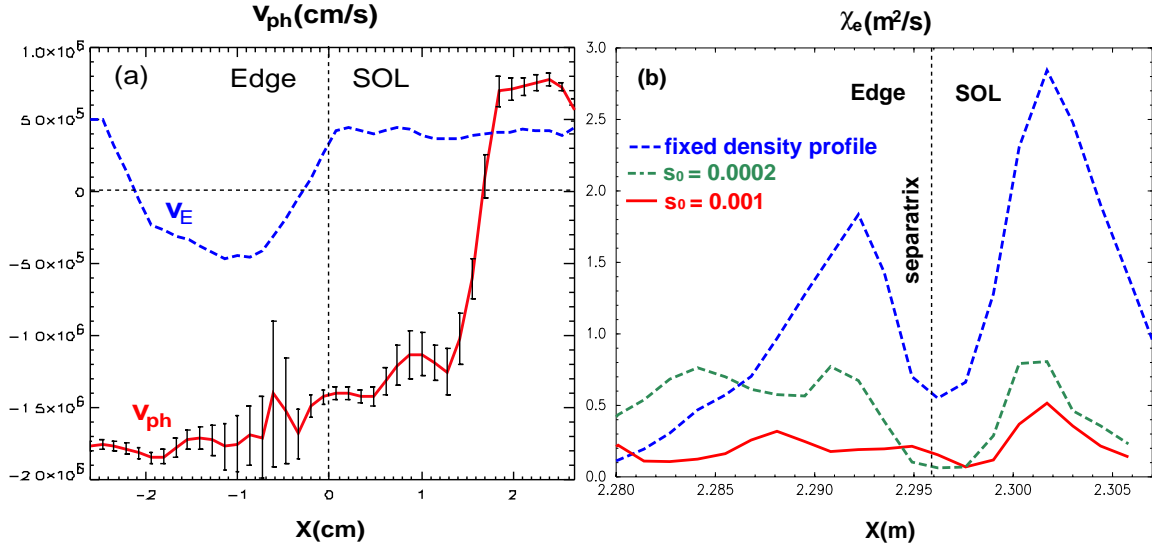 v_ph(cm/s)
1.0×10^6
5.0×10^5
0
-5.0×10^5
-1.0×10^6
-1.5×10^6
-2.0×10^6
(a)
Edge
SOL
v_E
v_ph
-2
-1
0
1
2
X(cm)
χ_e(m²/s)
3.0
2.5
2.0
1.5
1.0
0.5
0.0
(b)
Edge
SOL
fixed density profile
s₀ = 0.0002
s₀ = 0.001
separatrix
2.280
2.285
2.290
2.295
2.300
2.305
X(m)